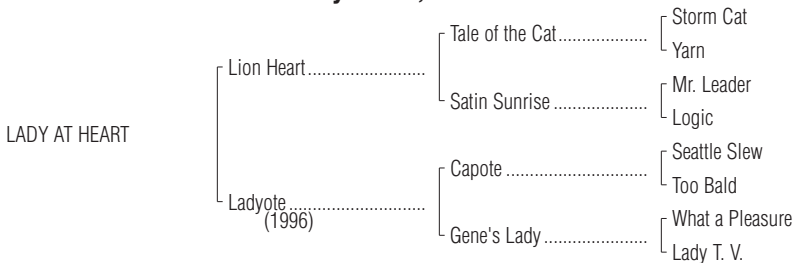 Storm Cat
Tale of the Cat...................
Yarn
Lion Heart.........................
Mr. Leader
Satin Sunrise ....................
Logic
LADY AT HEART
Seattle Slew
Capote ..............................
Too Bald
Ladyote.............................
(1996)
What a Pleasure
Gene's Lady ......................
Lady T. V.